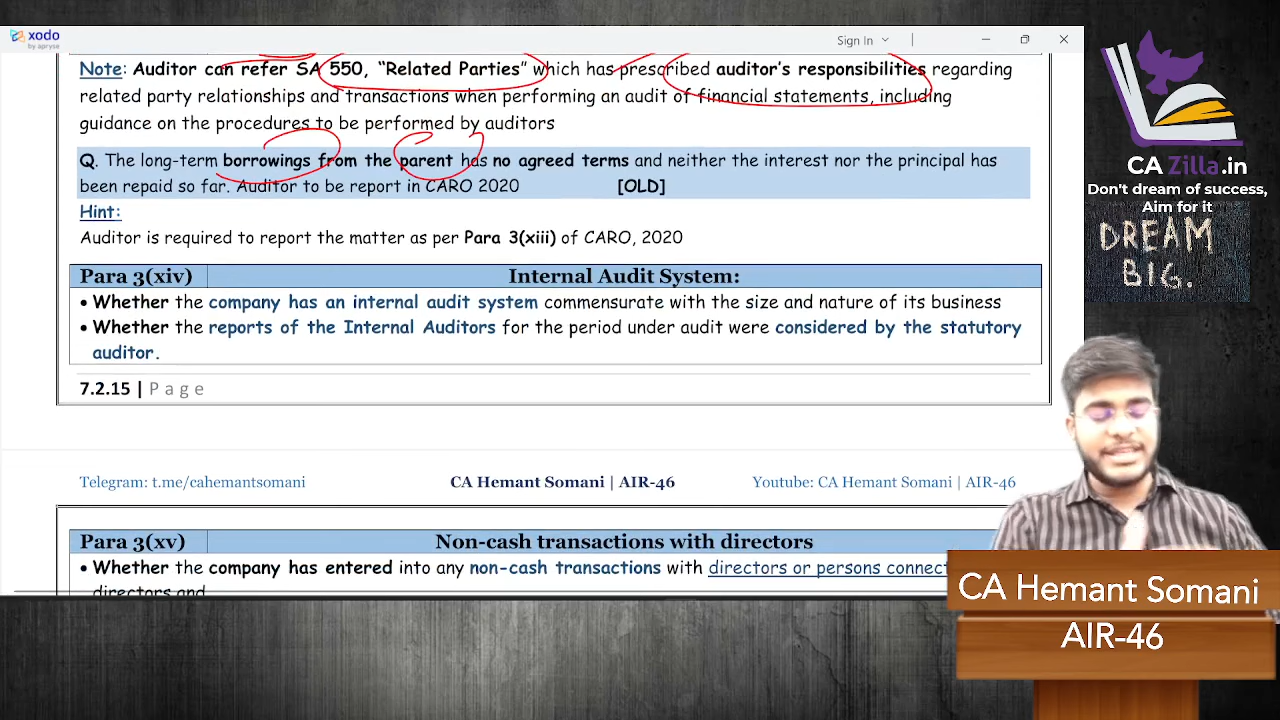 xodo
by apryse
Sign In
Note: Auditor can refer SA 550, “Related Parties” which has prescribed auditor’s responsibilities regarding
related party relationships and transactions when performing an audit of financial statements, including
guidance on the procedures to be performed by auditors
Q. The long-term borrowings from the parent has no agreed terms and neither the interest nor the principal has
been repaid so far. Auditor to be report in CARO 2020 [OLD]
Hint:
Auditor is required to report the matter as per Para 3(xiii) of CARO, 2020
Para 3(xiv) Internal Audit System:
• Whether the company has an internal audit system commensurate with the size and nature of its business
• Whether the reports of the Internal Auditors for the period under audit were considered by the statutory
auditor.
7.2.15 | Page
Telegram: t.me/cahemantsomani CA Hemant Somani | AIR-46 Youtube: CA Hemant Somani | AIR-46
Para 3(xv) Non-cash transactions with directors
• Whether the company has entered into any non-cash transactions with directors or persons connect
directors and
CA Zilla.in
Don't dream of success,
Aim for it
DREAM
BIG.
CA Hemant Somani
AIR-46